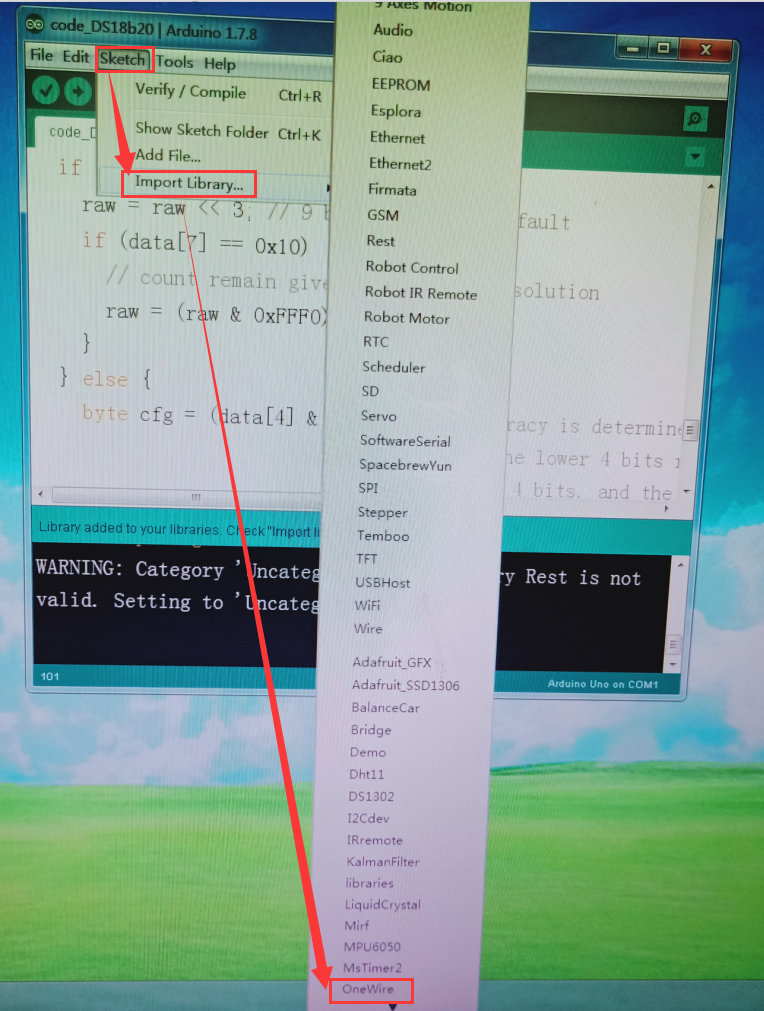 code_DS18b20 | Arduino 1.7.8
File Edit Sketch Tools Help
Verify / Compile Ctrl+R
Show Sketch Folder Ctrl+K
Add File...
Import Library...
code_D
if
raw = raw << 3; // 9 b
fault
if (data[7] == 0x10)
// count remain give
solution
raw = (raw & 0xFFF0)
}
} else {
byte cfg = (data[4] &
racy is determine
he lower 4 bits
4 bits. and the
Library added to your libraries. Check "Import li
WARNING: Category 'Uncateg
ry Rest is not
valid. Setting to 'Uncateg
101
Arduino Uno on COM1
9 Axes Motion
Audio
Ciao
EEPROM
Esplora
Ethernet
Ethernet2
Firmata
GSM
Rest
Robot Control
Robot IR Remote
Robot Motor
RTC
Scheduler
SD
Servo
SoftwareSerial
SpacebrewYun
SPI
Stepper
Temboo
TFT
USBHost
WiFi
Wire
Adafruit_GFX
Adafruit_SSD1306
BalanceCar
Bridge
Demo
Dht11
DS1302
I2Cdev
IRremote
KalmanFilter
libraries
LiquidCrystal
Mirf
MPU6050
MsTimer2
OneWire